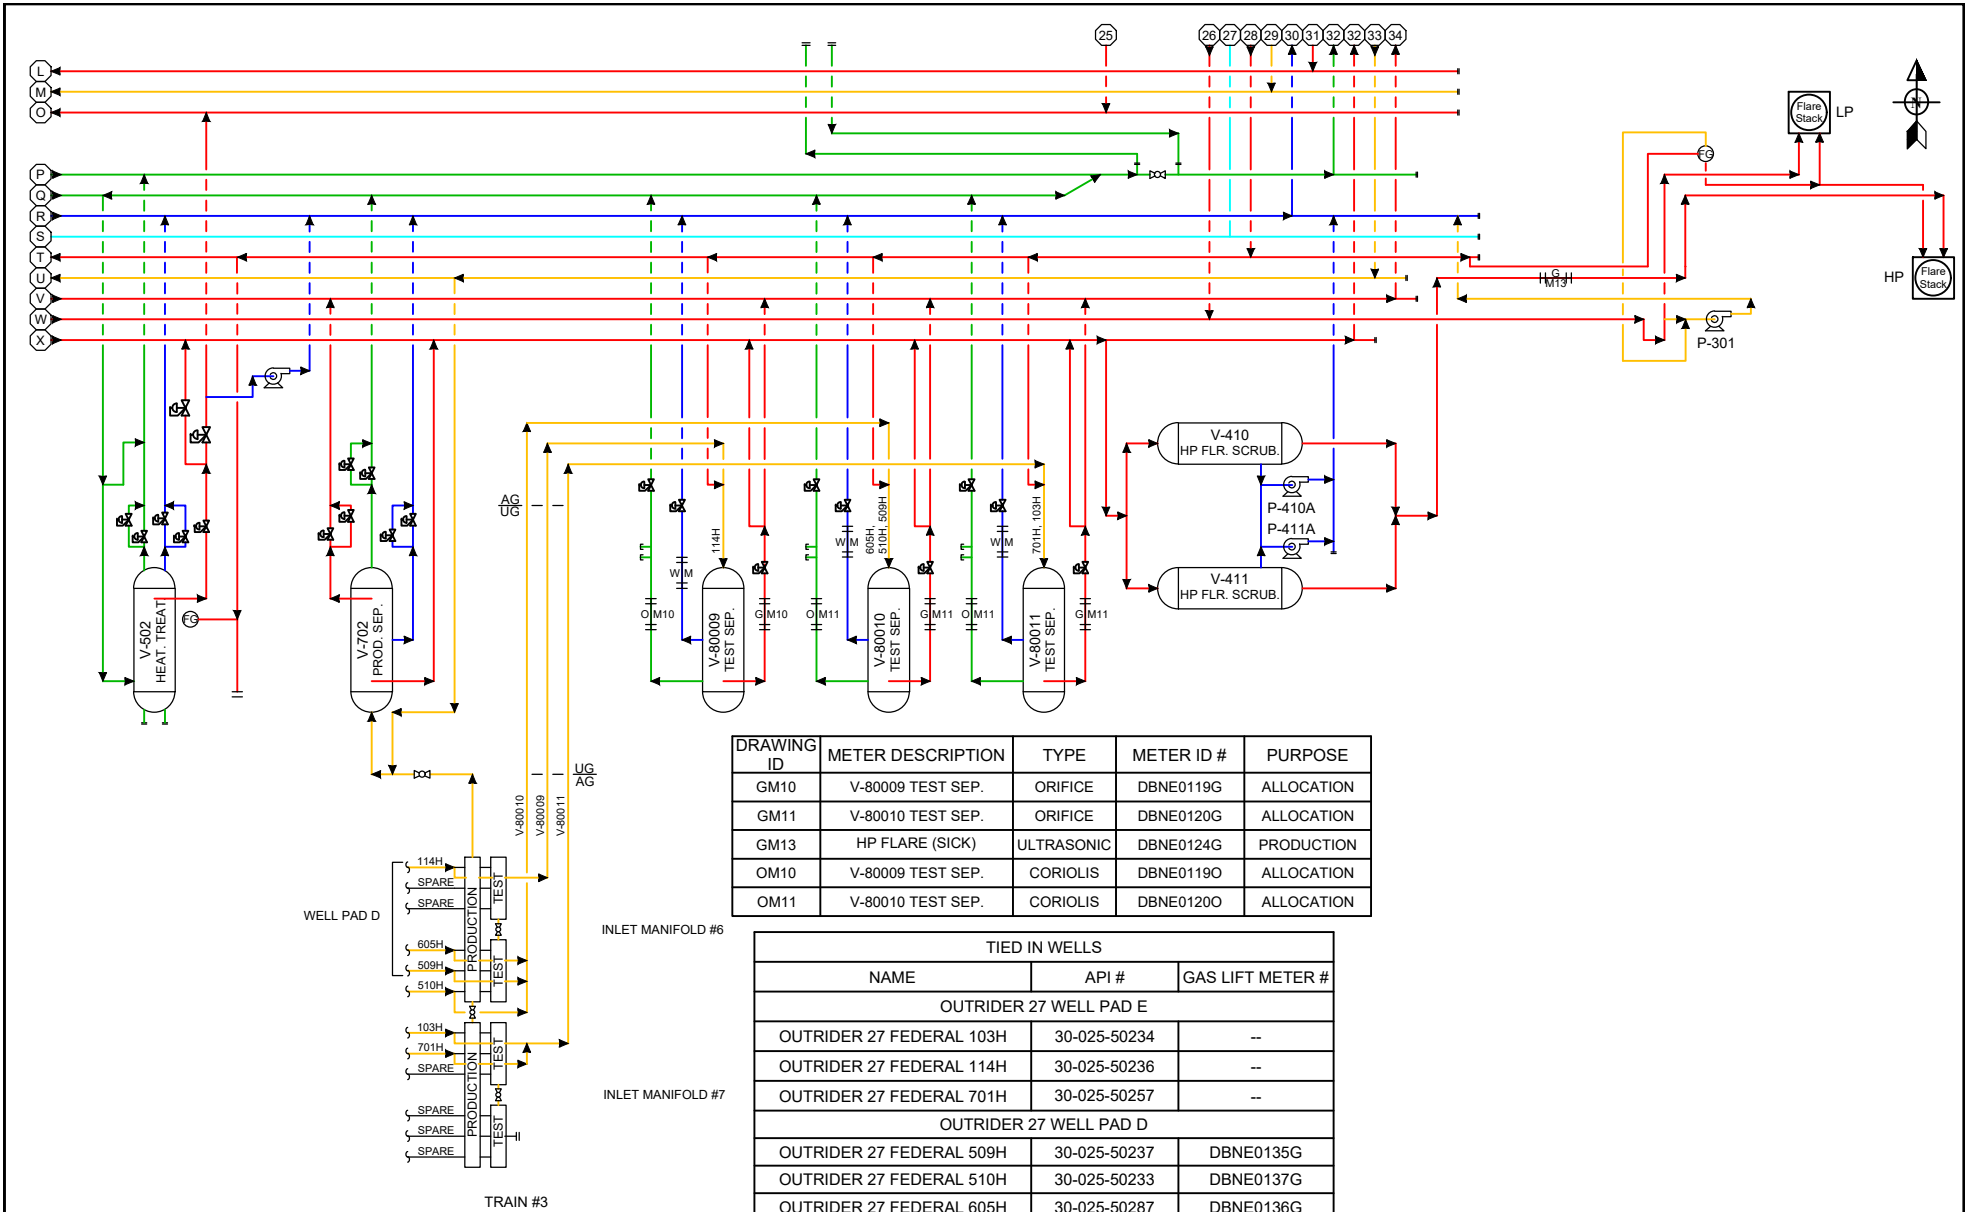 25
26 27 28 29 30 31 32 32 33 34
L
M
O
P
Q
R
S
T
U
V
W
X
N
Flare
Stack
LP
FG
HP
Flare
Stack
G
M13
P-301
V-410
HP FLR. SCRUB.
P-410A
P-411A
V-411
HP FLR. SCRUB.
AG
UG
114H
605H,
510H, 509H
701H, 103H
W M
W M
W M
O M10
G M10
O M11
G M11
O M11
G M11
V-502
HEAT. TREAT
FG
V-702
PROD. SEP.
V-80009
TEST SEP.
V-80010
TEST SEP.
V-80011
TEST SEP.
UG
AG
V-80010
V-80009
V-80011
WELL PAD D
114H
SPARE
SPARE
605H
509H
510H
PRODUCTION
TEST
TEST
INLET MANIFOLD #6
103H
701H
SPARE
SPARE
SPARE
SPARE
PRODUCTION
TEST
TEST
INLET MANIFOLD #7
TRAIN #3
DRAWING ID METER DESCRIPTION TYPE METER ID # PURPOSE
GM10 V-80009 TEST SEP. ORIFICE DBNE0119G ALLOCATION
GM11 V-80010 TEST SEP. ORIFICE DBNE0120G ALLOCATION
GM13 HP FLARE (SICK) ULTRASONIC DBNE0124G PRODUCTION
OM10 V-80009 TEST SEP. CORIOLIS DBNE0119O ALLOCATION
OM11 V-80010 TEST SEP. CORIOLIS DBNE0120O ALLOCATION
TIED IN WELLS
NAME API # GAS LIFT METER #
OUTRIDER 27 WELL PAD E
OUTRIDER 27 FEDERAL 103H 30-025-50234 --
OUTRIDER 27 FEDERAL 114H 30-025-50236 --
OUTRIDER 27 FEDERAL 701H 30-025-50257 --
OUTRIDER 27 WELL PAD D
OUTRIDER 27 FEDERAL 509H 30-025-50237 DBNE0135G
OUTRIDER 27 FEDERAL 510H 30-025-50233 DBNE0137G
OUTRIDER 27 FEDERAL 605H 30-025-50287 DBNE0136G